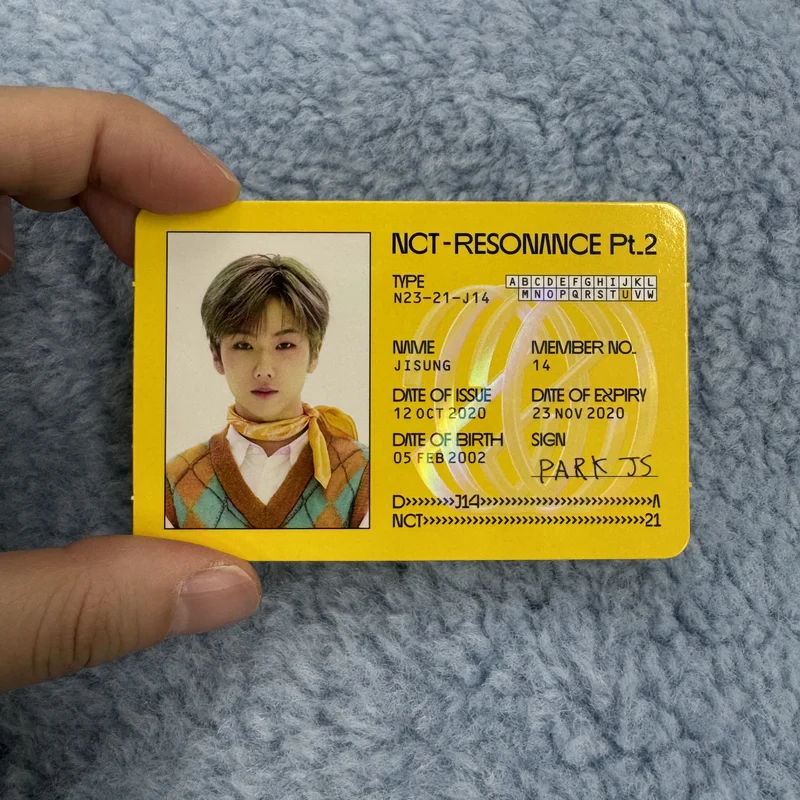 NCT-RESONANCE Pt.2
TYPE
N23-21-J14
ABCDEFGHIJKL
MNOPQRSTUVW
NAME
JISUNG
MEMBER NO.
14
DATE OF ISSUE
12 OCT 2020
DATE OF EXPIRY
23 NOV 2020
DATE OF BIRTH
05 FEB 2002
SIGN
PARK JS
D›››››››J14›››››››››››››››››››››››››››A
NCT›››››››››››››››››››››››››››››››››››››21